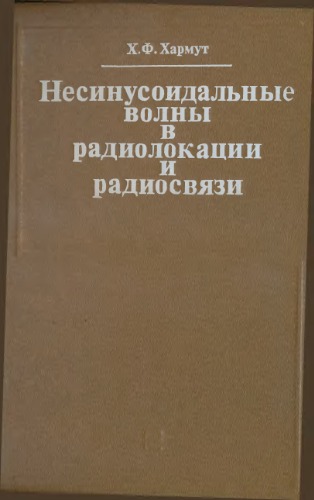 Х.Ф. Хармут
Несинусоидальные
волны
в
радиолокации
и
радиосвязи